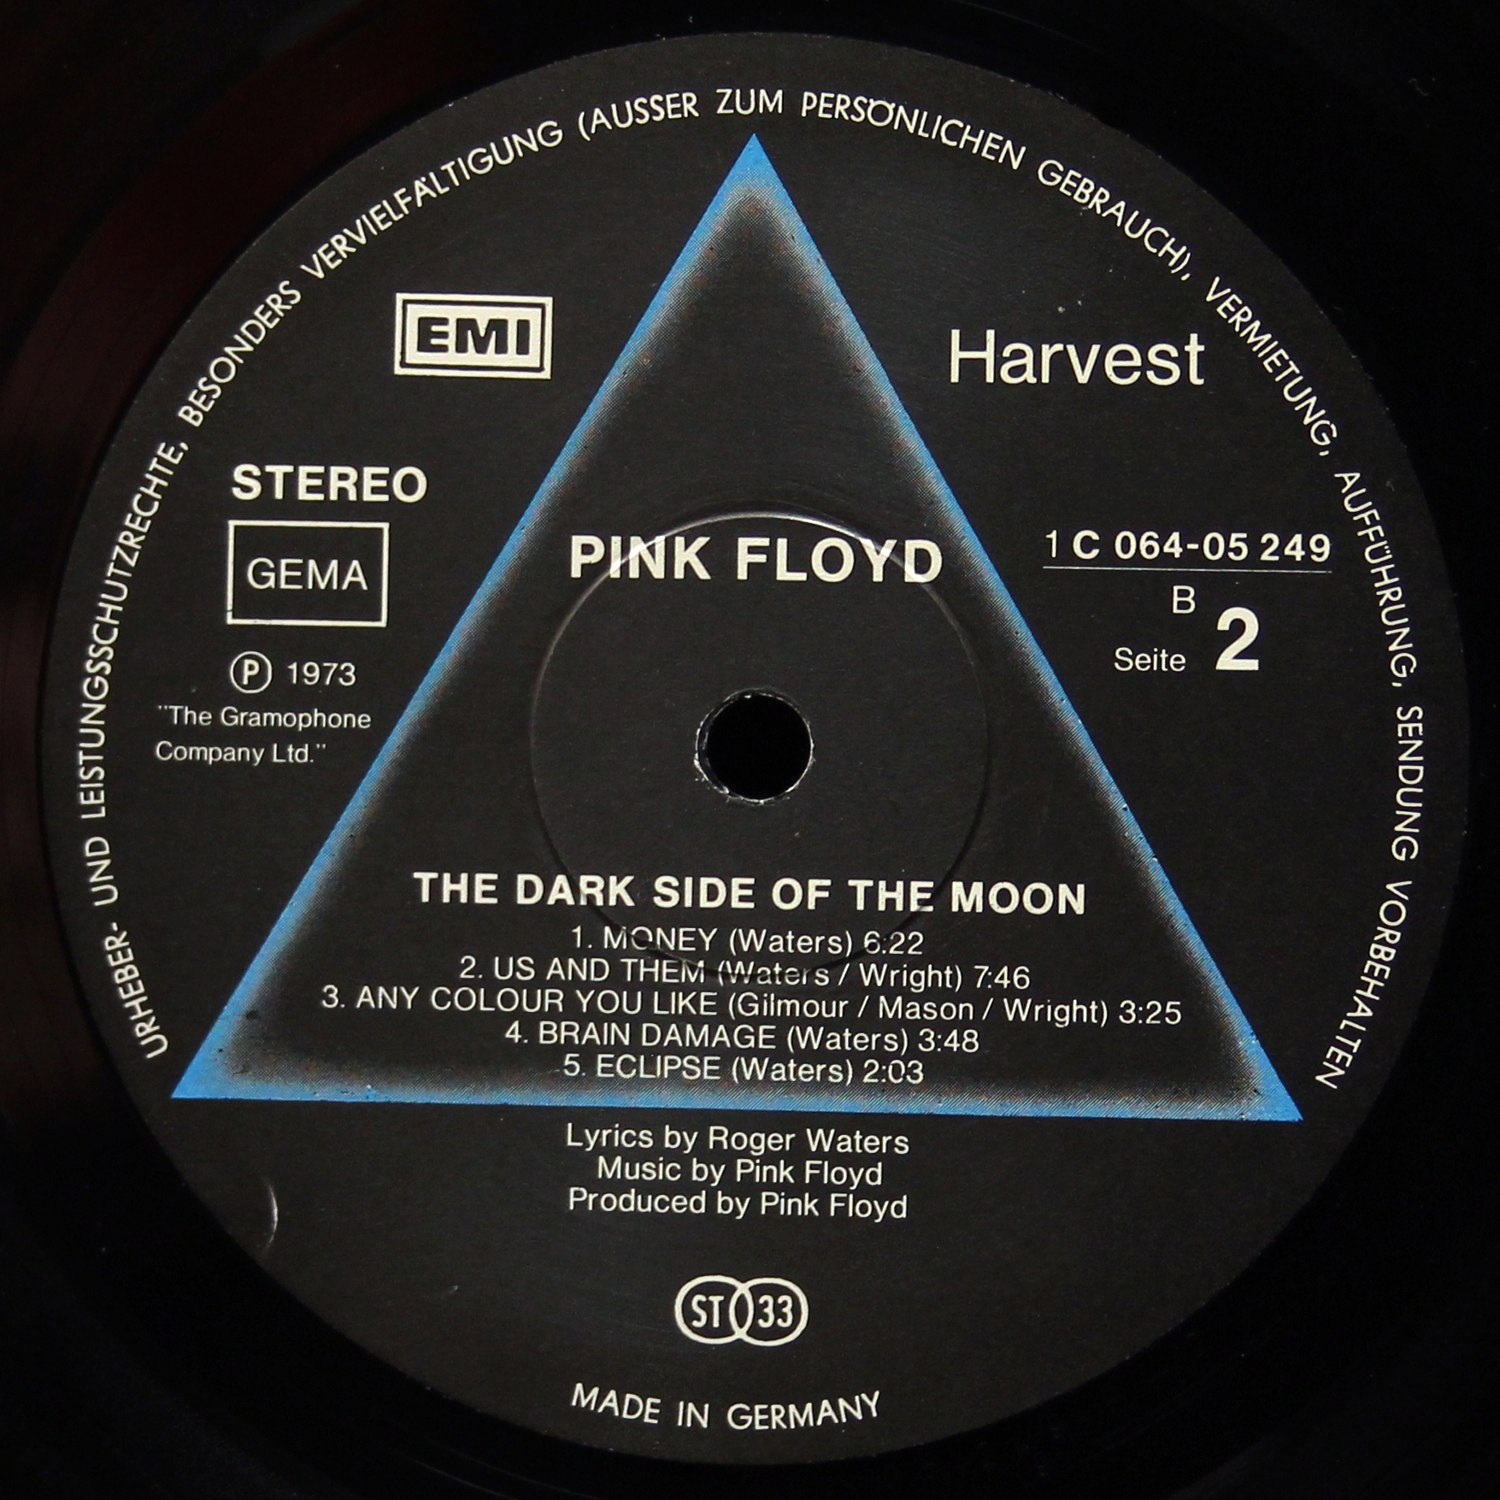 URHEBER- UND LEISTUNGSSCHUTZRECHTE, BESONDERS VERVIELFÄLTIGUNG (AUSSER ZUM PERSÖNLICHEN GEBRAUCH), VERMIETUNG, AUFFÜHRUNG, SENDUNG VORBEHALTEN
EMI
Harvest
STEREO
GEMA
Ⓟ 1973
"The Gramophone
Company Ltd."
PINK FLOYD
1 C 064-05 249
B
Seite 2
THE DARK SIDE OF THE MOON
1. MONEY (Waters) 6:22
2. US AND THEM (Waters / Wright) 7:46
3. ANY COLOUR YOU LIKE (Gilmour / Mason / Wright) 3:25
4. BRAIN DAMAGE (Waters) 3:48
5. ECLIPSE (Waters) 2:03
Lyrics by Roger Waters
Music by Pink Floyd
Produced by Pink Floyd
ST 33
MADE IN GERMANY